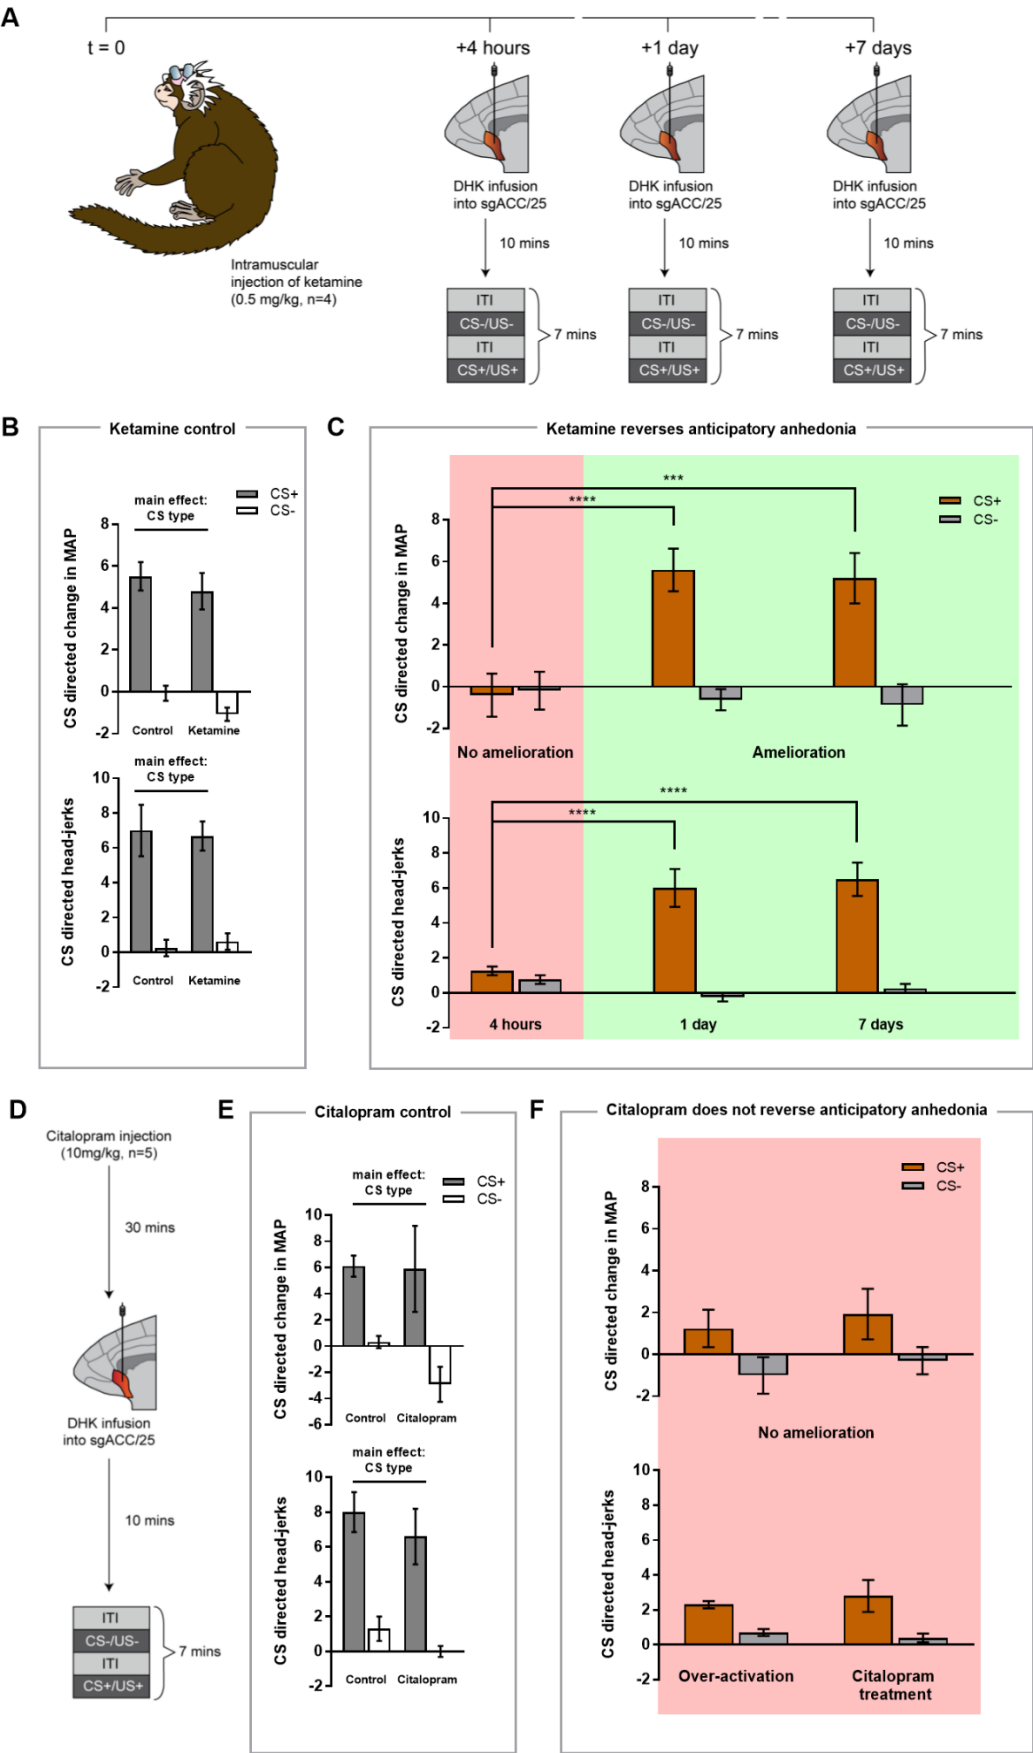 A
t = 0
+4 hours
+1 day
+7 days
DHK infusion
into sgACC/25
DHK infusion
into sgACC/25
DHK infusion
into sgACC/25
10 mins
10 mins
10 mins
Intramuscular
injection of ketamine
(0.5 mg/kg, n=4)
ITI
CS-/US-
ITI
CS+/US+
7 mins
ITI
CS-/US-
ITI
CS+/US+
7 mins
ITI
CS-/US-
ITI
CS+/US+
7 mins
B
Ketamine control
main effect:
CS type
CS+
CS-
CS directed change in MAP
8
6
4
2
0
-2
Control
Ketamine
main effect:
CS type
CS directed head-jerks
10
8
6
4
2
0
-2
Control
Ketamine
C
Ketamine reverses anticipatory anhedonia
***
****
CS+
CS-
CS directed change in MAP
8
6
4
2
0
-2
No amelioration
Amelioration
****
****
CS directed head-jerks
10
8
6
4
2
0
-2
4 hours
1 day
7 days
D
Citalopram injection
(10mg/kg, n=5)
30 mins
DHK infusion
into sgACC/25
10 mins
ITI
CS-/US-
ITI
CS+/US+
7 mins
E
Citalopram control
main effect:
CS type
CS+
CS-
CS directed change in MAP
10
8
6
4
2
0
-2
-4
-6
Control
Citalopram
main effect:
CS type
CS directed head-jerks
10
8
6
4
2
0
-2
Control
Citalopram
F
Citalopram does not reverse anticipatory anhedonia
CS+
CS-
CS directed change in MAP
8
6
4
2
0
-2
No amelioration
CS directed head-jerks
10
8
6
4
2
0
-2
Over-activation
Citalopram
treatment